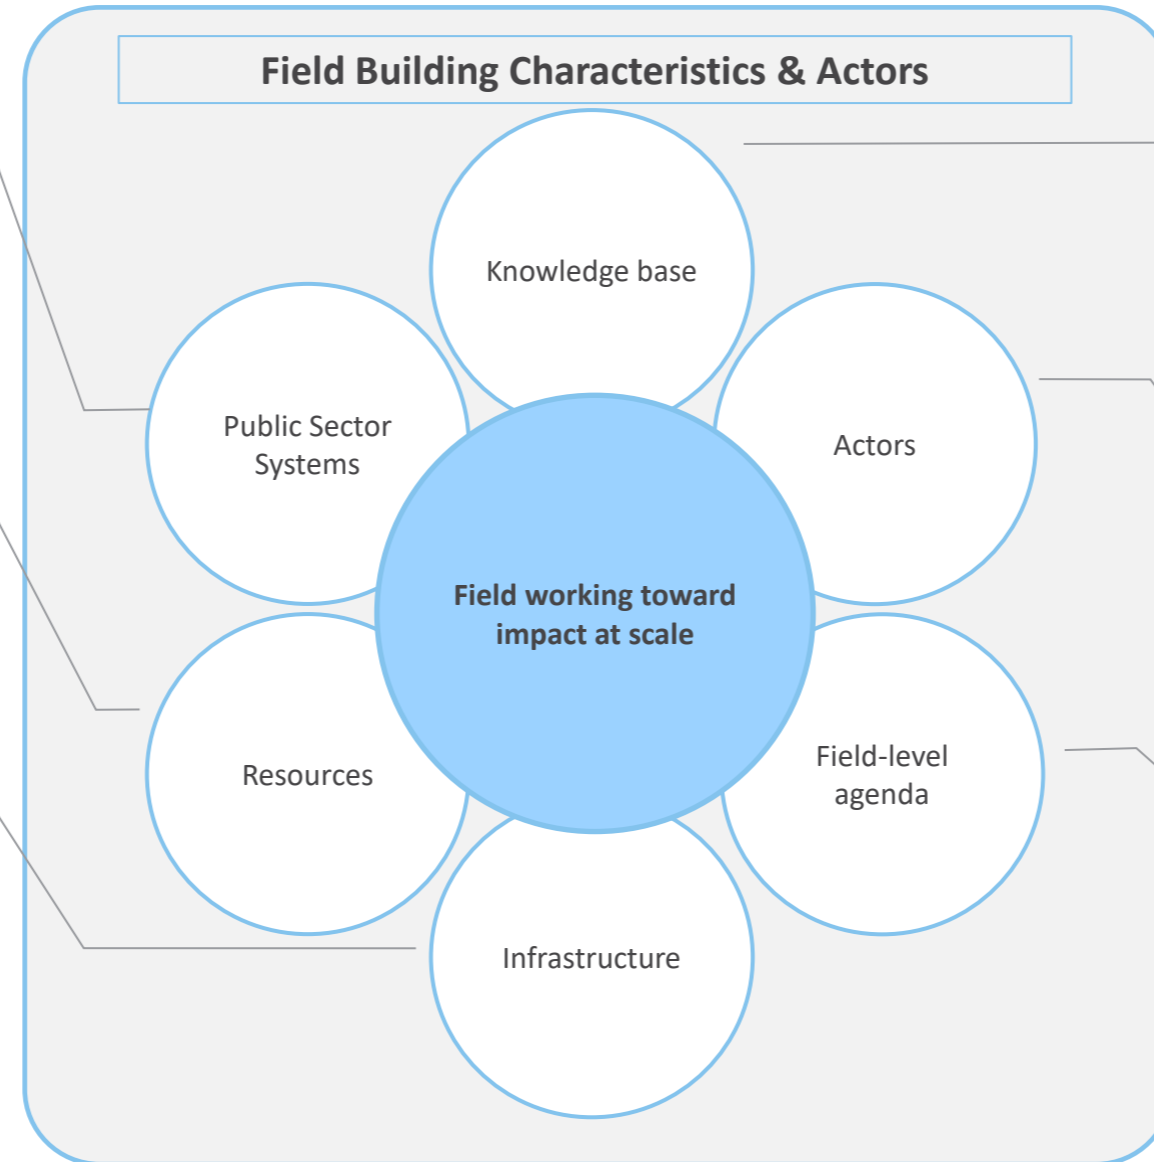 Field Building Characteristics & Actors
Knowledge base
Public Sector
Systems
Actors
Field working toward
impact at scale
Resources
Field-level
agenda
Infrastructure